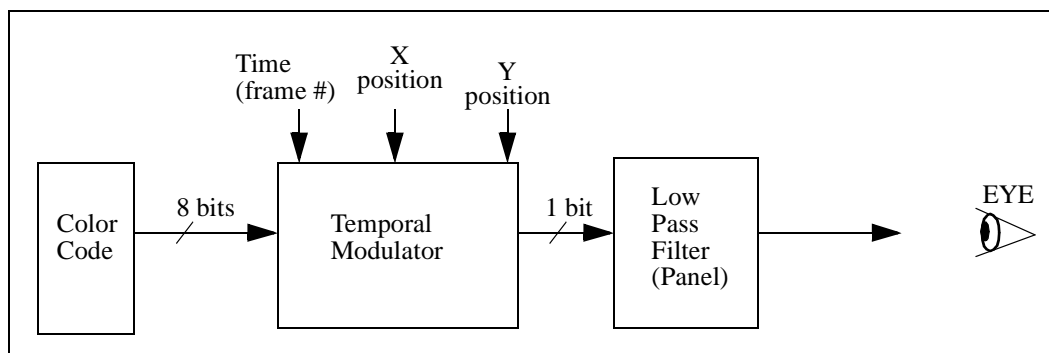 Time
(frame #)
X
position
Y
position
Color
Code
8 bits
Temporal
Modulator
1 bit
Low
Pass
Filter
(Panel)
EYE